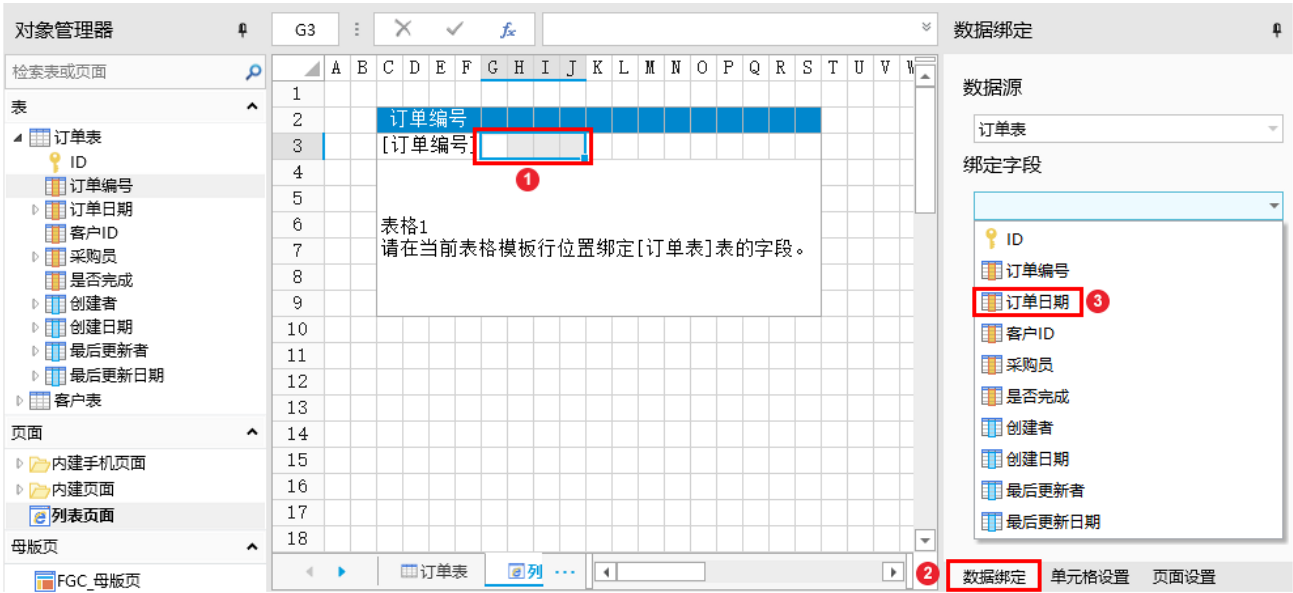 对象管理器
检索表或页面
表
订单表
ID
订单编号
订单日期
客户ID
采购员
是否完成
创建者
创建日期
最后更新者
最后更新日期
客户表
页面
内建手机页面
内建页面
列表页面
母版页
FGC_母版页
G3
fx
A B C D E F G H I J K L M N O P Q R S T U V W
1
2 订单编号
3 [订单编号]
1
4
5
6 表格1
7 请在当前表格模板行位置绑定[订单表]表的字段。
8
9
10
11
12
13
14
15
16
17
18
订单表 列 ···
数据绑定
数据源
订单表
绑定字段
ID
订单编号
订单日期 3
客户ID
采购员
是否完成
创建者
创建日期
最后更新者
最后更新日期
2 数据绑定 单元格设置 页面设置